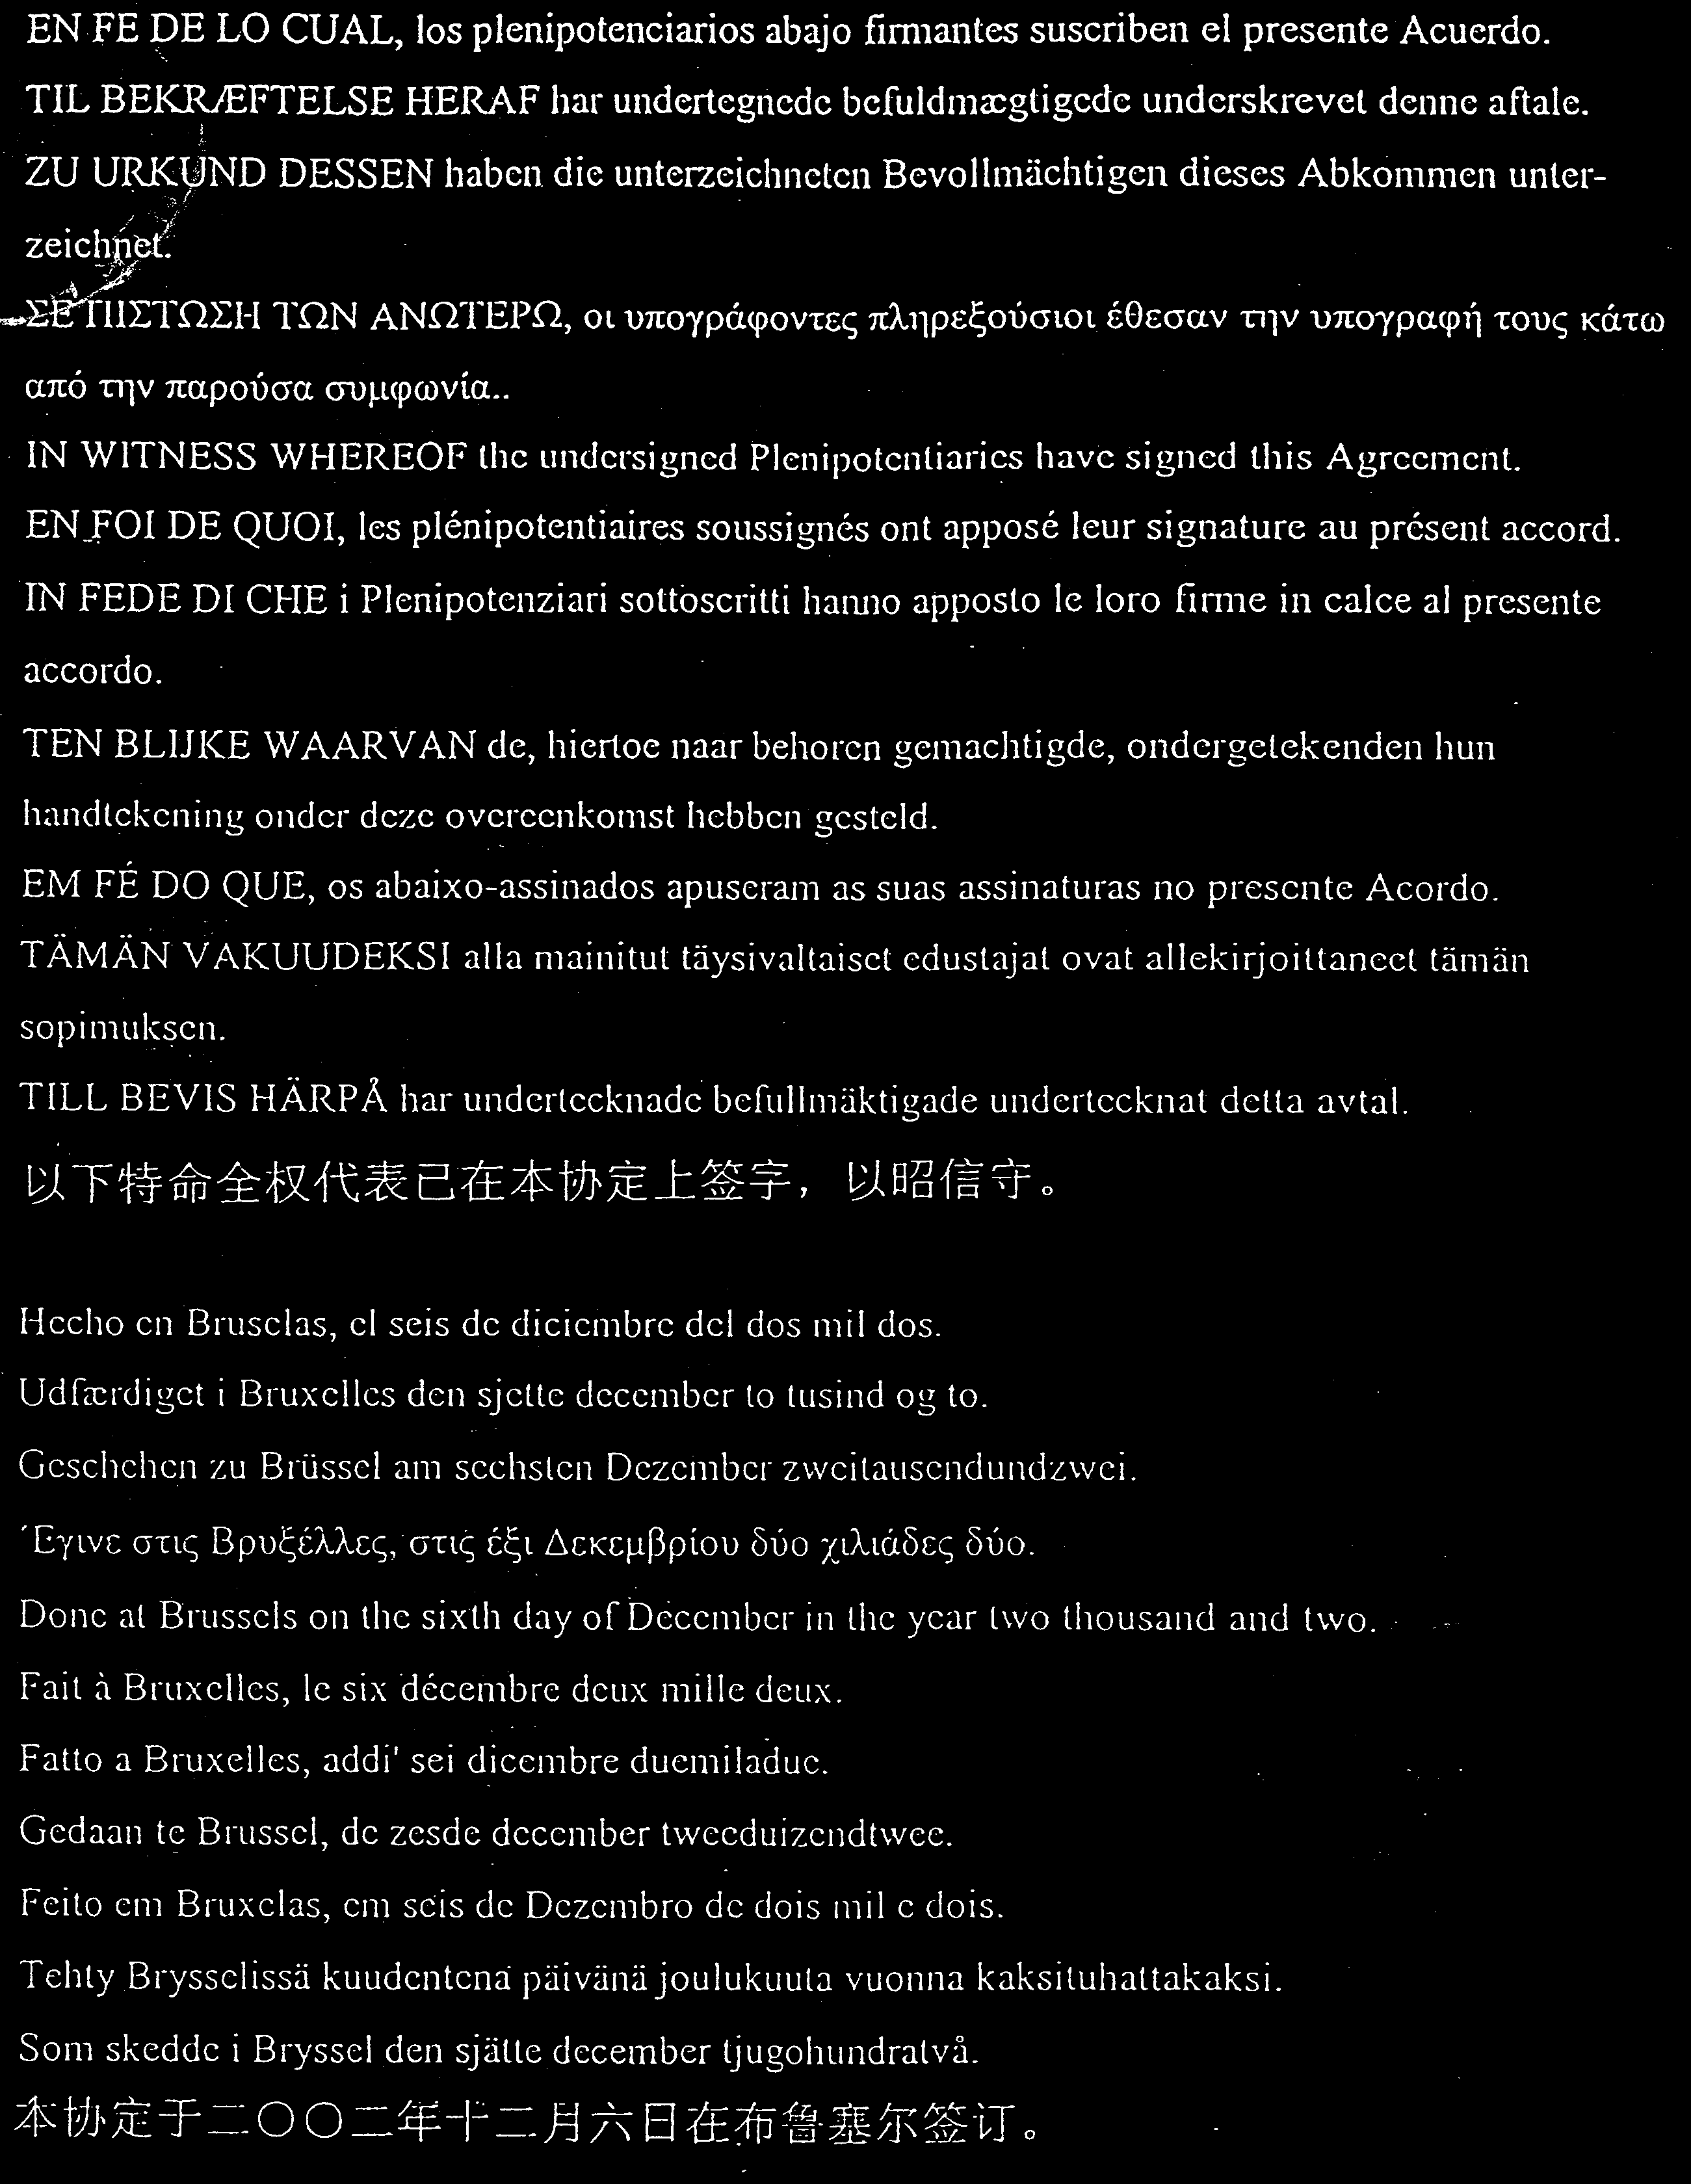 EN FE DE LO CUAL, los plenipotenciarios abajo firmantes suscriben el presente Acuerdo.
TIL BEKRÆFTELSE HERAF har undertegnede befuldmægtigede underskrevet denne aftale.
ZU URKUND DESSEN haben die unterzeichneten Bevollmächtigen dieses Abkommen unter-
zeichnet.
ΣΕ ΠΙΣΤΩΣΗ ΤΩΝ ΑΝΩΤΕΡΩ, οι υπογράφοντες πληρεξούσιοι έθεσαν την υπογραφή τους κάτω
από την παρούσα συμφωνία..
IN WITNESS WHEREOF the undersigned Plenipotentiaries have signed this Agreement.
EN FOI DE QUOI, les plénipotentiaires soussignés ont apposé leur signature au présent accord.
IN FEDE DI CHE i Plenipotenziari sottoscritti hanno apposto le loro firme in calce al presente
accordo.
TEN BLIJKE WAARVAN de, hiertoe naar behoren gemachtigde, ondergetekenden hun
handtekening onder deze overeenkomst hebben gesteld.
EM FÉ DO QUE, os abaixo-assinados apuseram as suas assinaturas no presente Acordo.
TÄMÄN VAKUUDEKSI alla mainitut täysivaltaiset edustajat ovat allekirjoittaneet tämän
sopimuksen.
TILL BEVIS HÄRPÅ har undertecknade befullmäktigade undertecknat detta avtal.
以下特命全权代表已在本协定上签字，以昭信守。
Hecho en Bruselas, el seis de diciembre del dos mil dos.
Udfærdiget i Bruxelles den sjette december to tusind og to.
Geschehen zu Brüssel am sechsten Dezember zweitausendundzwei.
Έγινε στις Βρυξέλλες, στις έξι Δεκεμβρίου δύο χιλιάδες δύο.
Done at Brussels on the sixth day of December in the year two thousand and two.
Fait à Bruxelles, le six décembre deux mille deux.
Fatto a Bruxelles, addi' sei dicembre duemiladue.
Gedaan te Brussel, de zesde december tweeduizendtwee.
Feito em Bruxelas, em seis de Dezembro de dois mil e dois.
Tehty Brysselissä kuudentena päivänä joulukuuta vuonna kaksituhattakaksi.
Som skedde i Bryssel den sjätte december tjugohundratvå.
本协定于二〇〇二年十二月六日在布鲁塞尔签订。